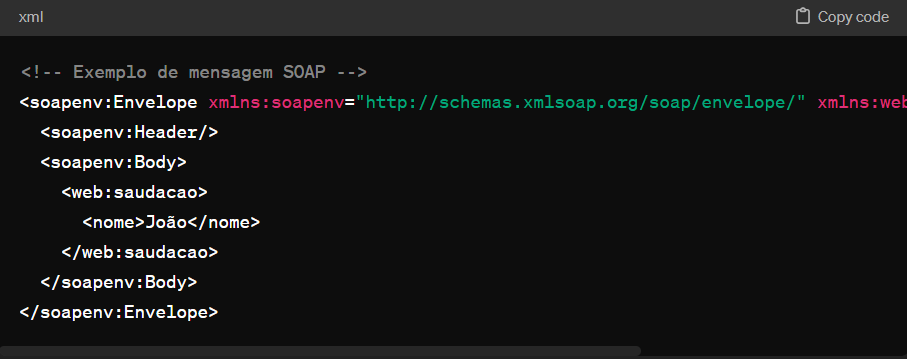 xml
Copy code
<!-- Exemplo de mensagem SOAP -->
<soapenv:Envelope xmlns:soapenv="http://schemas.xmlsoap.org/soap/envelope/" xmlns:web
<soapenv:Header/>
<soapenv:Body>
<web:saudacao>
<nome>João</nome>
</web:saudacao>
</soapenv:Body>
</soapenv:Envelope>